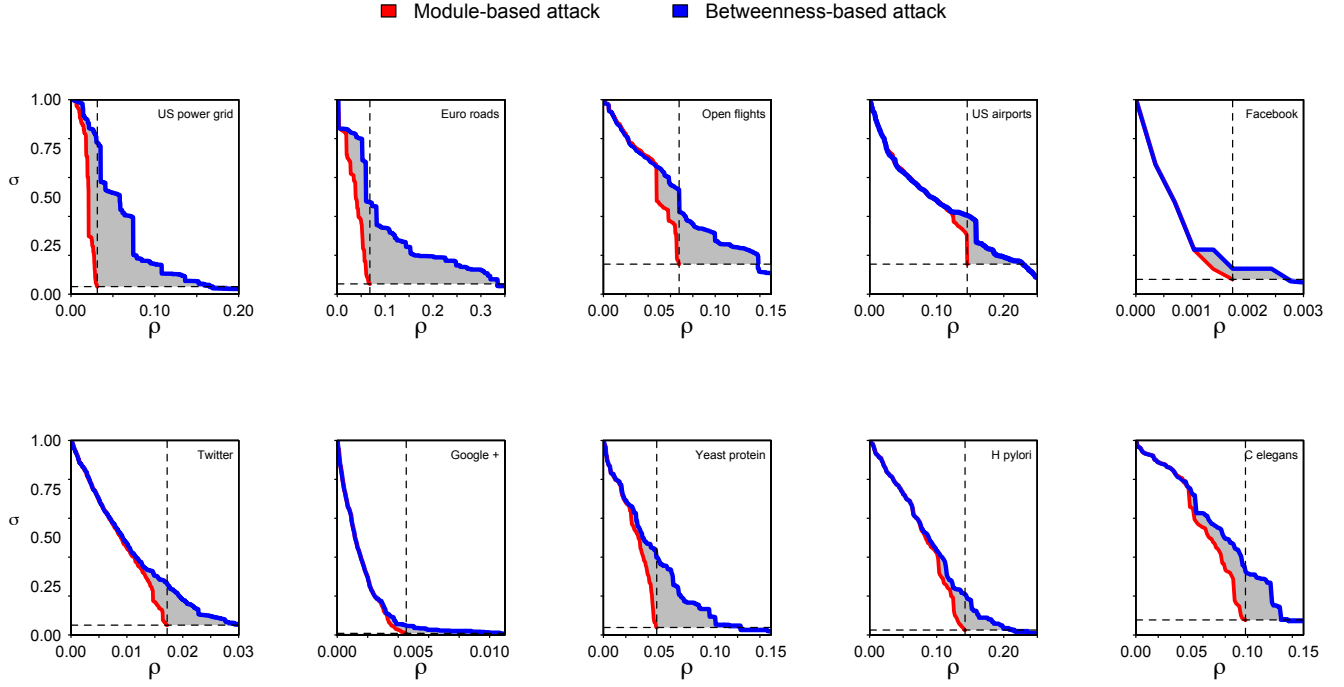 Module-based attack Betweenness-based attack
1.00
0.75
0.50
0.25
0.00
σ
US power grid
0.00 0.10 0.20
ρ
Euro roads
0.0 0.1 0.2 0.3
ρ
Open flights
0.00 0.05 0.10 0.15
ρ
US airports
0.00 0.10 0.20
ρ
Facebook
0.000 0.001 0.002 0.003
ρ
1.00
0.75
0.50
0.25
0.00
σ
Twitter
0.00 0.01 0.02 0.03
ρ
Google +
0.000 0.005 0.010
ρ
Yeast protein
0.00 0.05 0.10 0.15
ρ
H pylori
0.00 0.10 0.20
ρ
C elegans
0.00 0.05 0.10 0.15
ρ